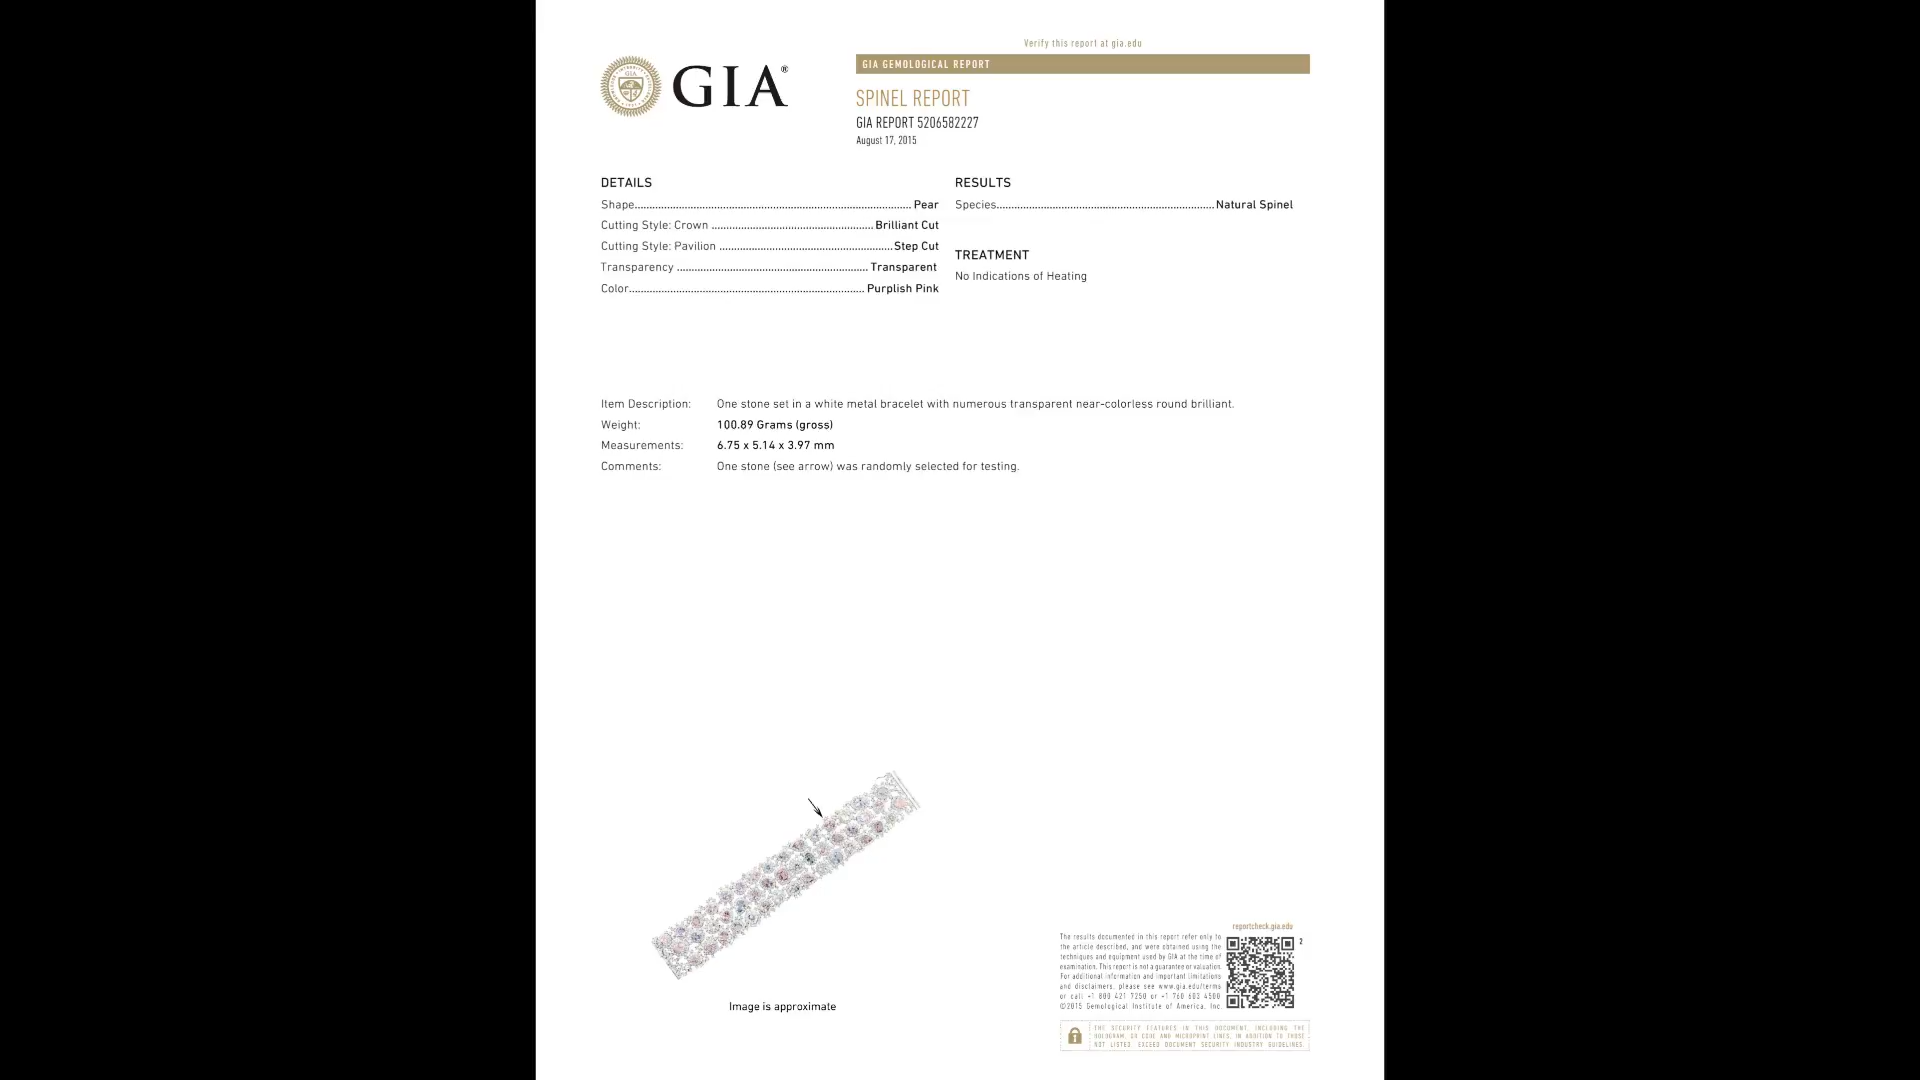 Verify this report at gia.edu
GIA GEMOLOGICAL REPORT
GIA®
SPINEL REPORT
GIA REPORT 5206582227
August 17, 2015
DETAILS
Shape Pear
Cutting Style: Crown Brilliant Cut
Cutting Style: Pavilion Step Cut
Transparency Transparent
Color Purplish Pink
RESULTS
Species Natural Spinel
TREATMENT
No Indications of Heating
Item Description: One stone set in a white metal bracelet with numerous transparent near-colorless round brilliant.
Weight: 100.89 Grams (gross)
Measurements: 6.75 x 5.14 x 3.97 mm
Comments: One stone (see arrow) was randomly selected for testing.
Image is approximate
reportcheck.gia.edu
The results documented in this report refer only to
the article described, and were obtained using the
techniques and equipment used by GIA at the time of
examination. This report is not a guarantee or valuation.
For additional information and important limitations
and disclaimers, please see www.gia.edu/terms
or call +1 800 421 7250 or +1 760 603 4500
©2015 Gemological Institute of America, Inc.
2
THE SECURITY FEATURES IN THIS DOCUMENT, INCLUDING THE
HOLOGRAM, QR CODE AND MICROPRINT LINES, IN ADDITION TO THOSE
NOT LISTED, EXCEED DOCUMENT SECURITY INDUSTRY GUIDELINES.